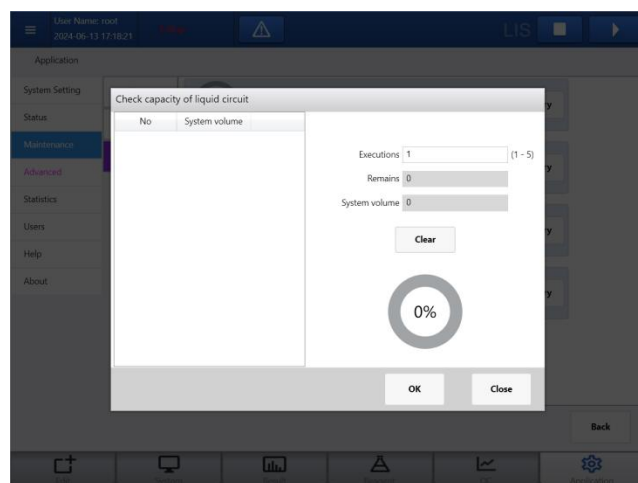 User Name: root
2024-06-13 17:18:21
LIS
Application
System Setting
Status
Maintenance
Advanced
Statistics
Users
Help
About
Check capacity of liquid circuit
No System volume
Executions 1 (1 - 5)
Remains 0
System volume 0
Clear
0%
OK Close
Back
Application